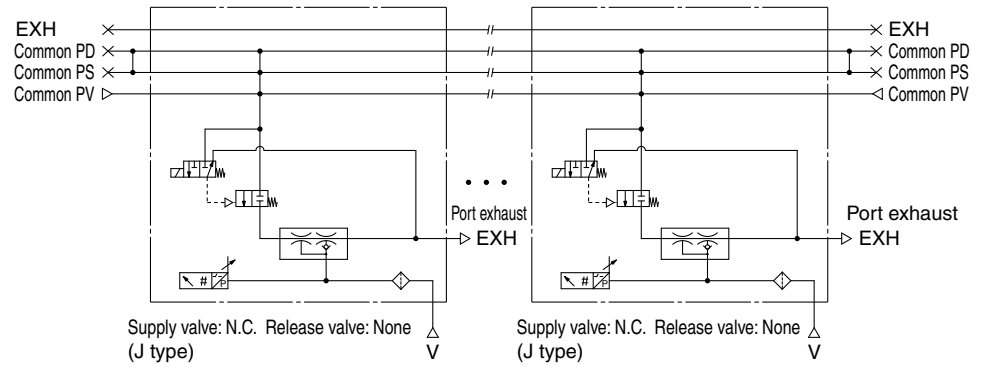 EXH
EXH
Common PD
Common PD
Common PS
Common PS
Common PV
Common PV
Port exhaust
EXH
Port exhaust
EXH
#
P
#
P
Supply valve: N.C. Release valve: None
(J type)
V
Supply valve: N.C. Release valve: None
(J type)
V